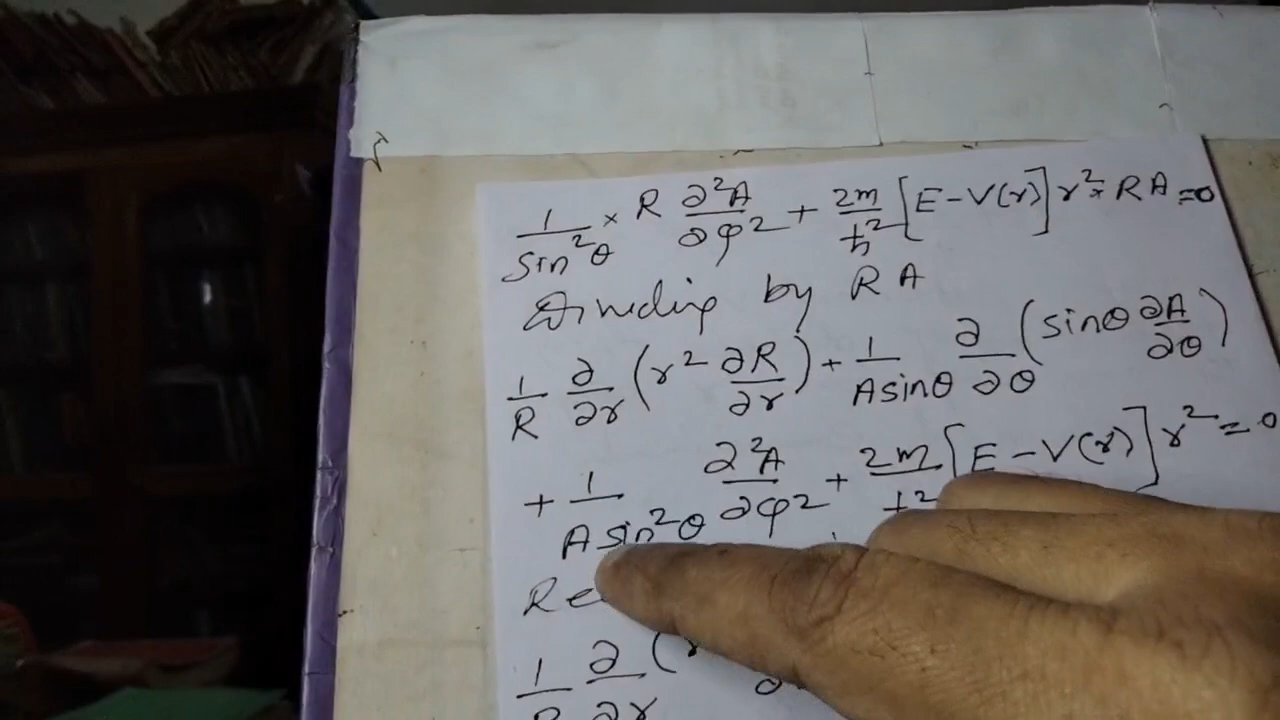 1/sin²θ × R ∂²A/∂φ² + 2m/ħ² [E - V(r)] r² × RA = 0
Dividing by RA
1/R ∂/∂r (r² ∂R/∂r) + 1/A sinθ ∂/∂θ (sinθ ∂A/∂θ)
+ 1/A sin²θ ∂²A/∂φ² + 2m/ħ² [E - V(r)] r² = 0
1/R ∂/∂r (